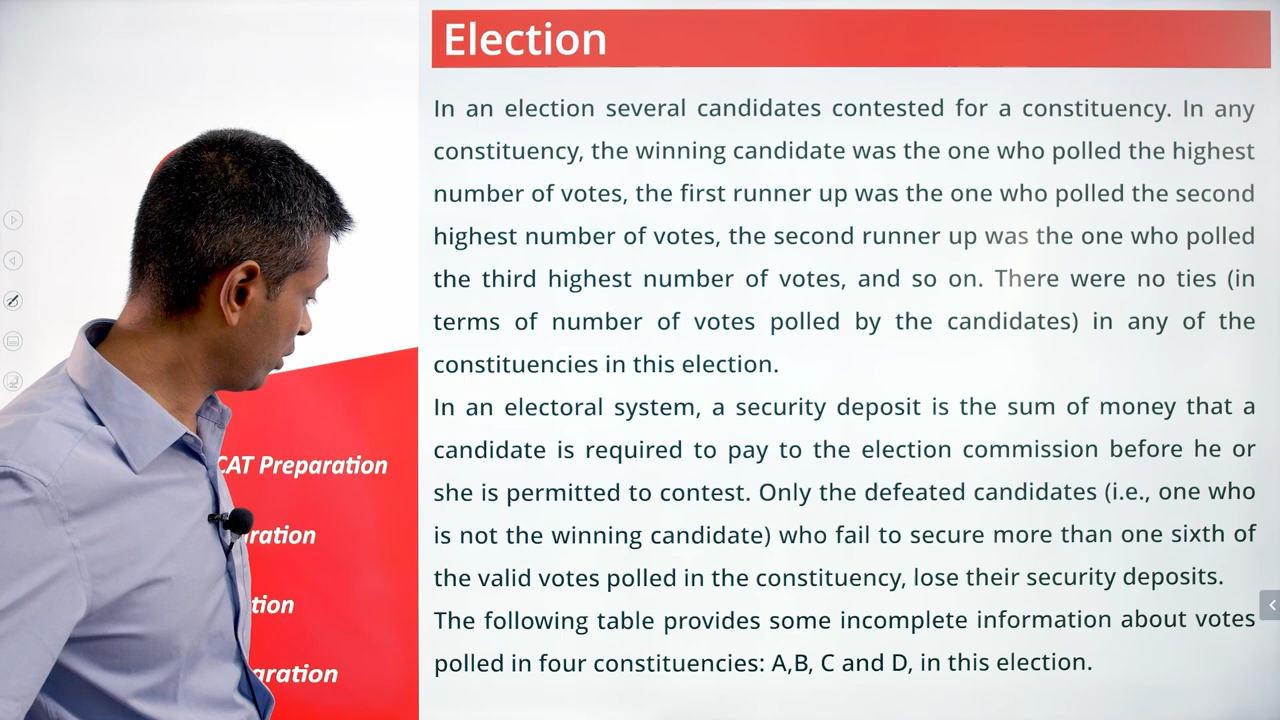 Election
In an election several candidates contested for a constituency. In any
constituency, the winning candidate was the one who polled the highest
number of votes, the first runner up was the one who polled the second
highest number of votes, the second runner up was the one who polled
the third highest number of votes, and so on. There were no ties (in
terms of number of votes polled by the candidates) in any of the
constituencies in this election.
In an electoral system, a security deposit is the sum of money that a
candidate is required to pay to the election commission before he or
she is permitted to contest. Only the defeated candidates (i.e., one who
is not the winning candidate) who fail to secure more than one sixth of
the valid votes polled in the constituency, lose their security deposits.
The following table provides some incomplete information about votes
polled in four constituencies: A,B, C and D, in this election.
CAT Preparation